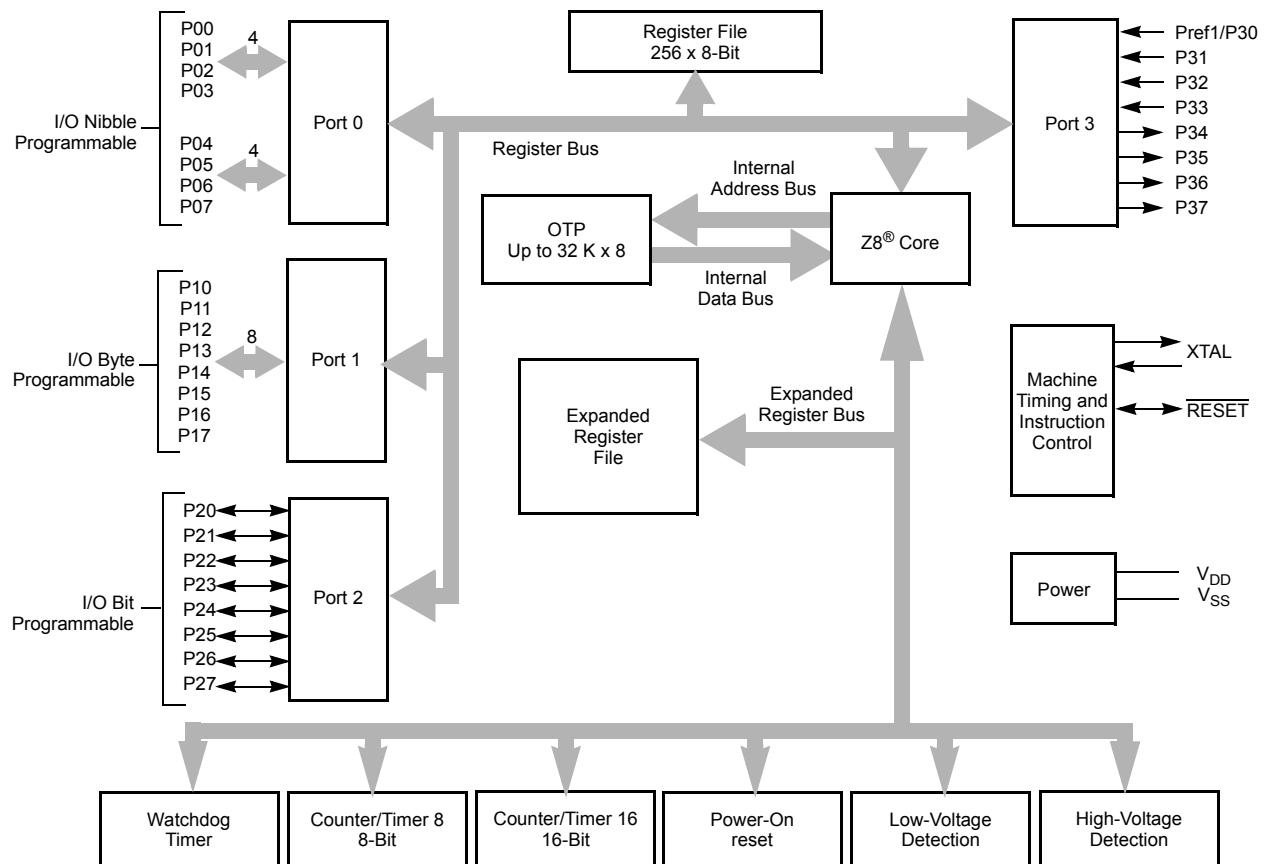 P00
P01
P02
P03
4
I/O Nibble
Programmable
P04
P05
P06
P07
4
Port 0
Register File
256 x 8-Bit
Register Bus
Port 3
Pref1/P30
P31
P32
P33
P34
P35
P36
P37
Internal
Address Bus
OTP
Up to 32 K x 8
Z8® Core
Internal
Data Bus
I/O Byte
Programmable
P10
P11
P12
P13
P14
P15
P16
P17
8
Port 1
Expanded
Register
File
Expanded
Register Bus
Machine
Timing and
Instruction
Control
XTAL
RESET
I/O Bit
Programmable
P20
P21
P22
P23
P24
P25
P26
P27
Port 2
Power
VDD
VSS
Watchdog
Timer
Counter/Timer 8
8-Bit
Counter/Timer 16
16-Bit
Power-On
reset
Low-Voltage
Detection
High-Voltage
Detection